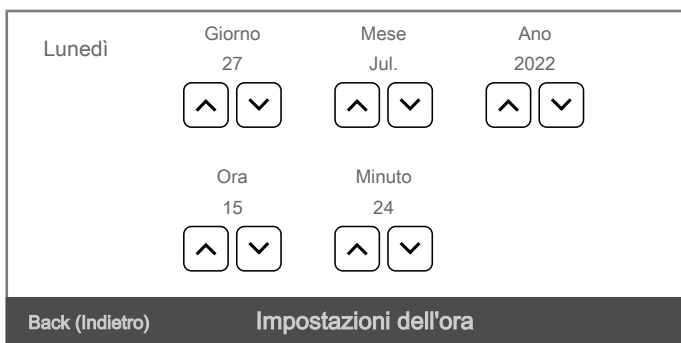 Lunedì
Giorno Mese Ano
27 Jul. 2022
Ora Minuto
15 24
Back (Indietro) Impostazioni dell'ora